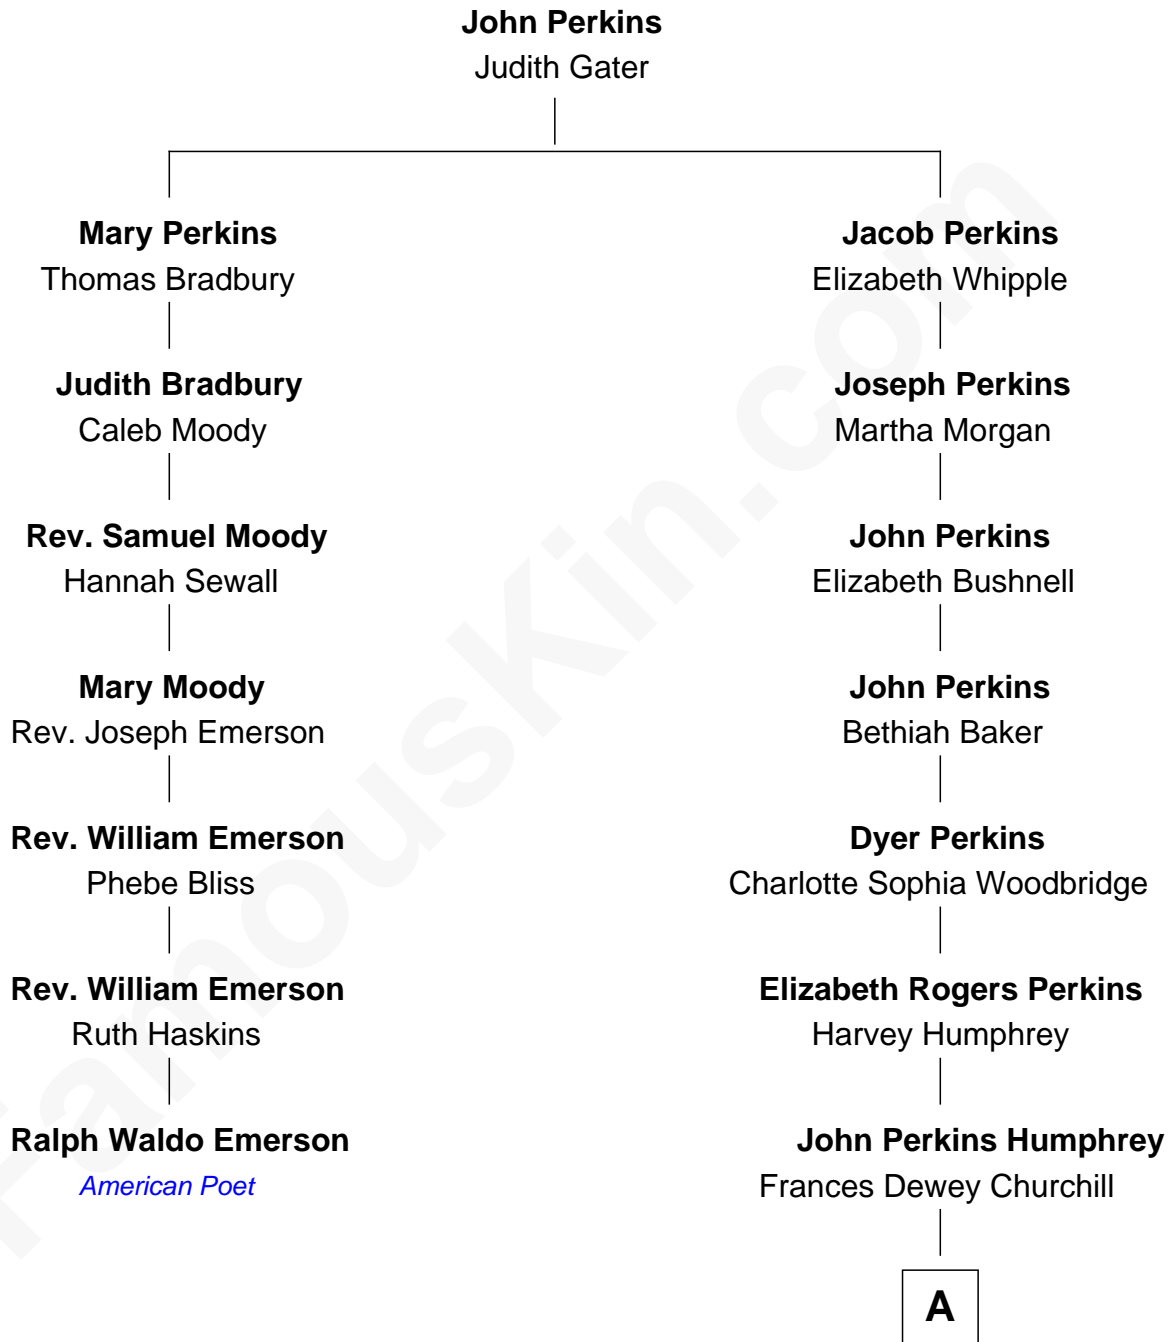 John Perkins
Judith Gater
Mary Perkins
Thomas Bradbury
Jacob Perkins
Elizabeth Whipple
Judith Bradbury
Caleb Moody
Joseph Perkins
Martha Morgan
Rev. Samuel Moody
Hannah Sewall
John Perkins
Elizabeth Bushnell
Mary Moody
Rev. Joseph Emerson
John Perkins
Bethiah Baker
Rev. William Emerson
Phebe Bliss
Dyer Perkins
Charlotte Sophia Woodbridge
Rev. William Emerson
Ruth Haskins
Elizabeth Rogers Perkins
Harvey Humphrey
Ralph Waldo Emerson
American Poet
John Perkins Humphrey
Frances Dewey Churchill
A
FamousKin.com